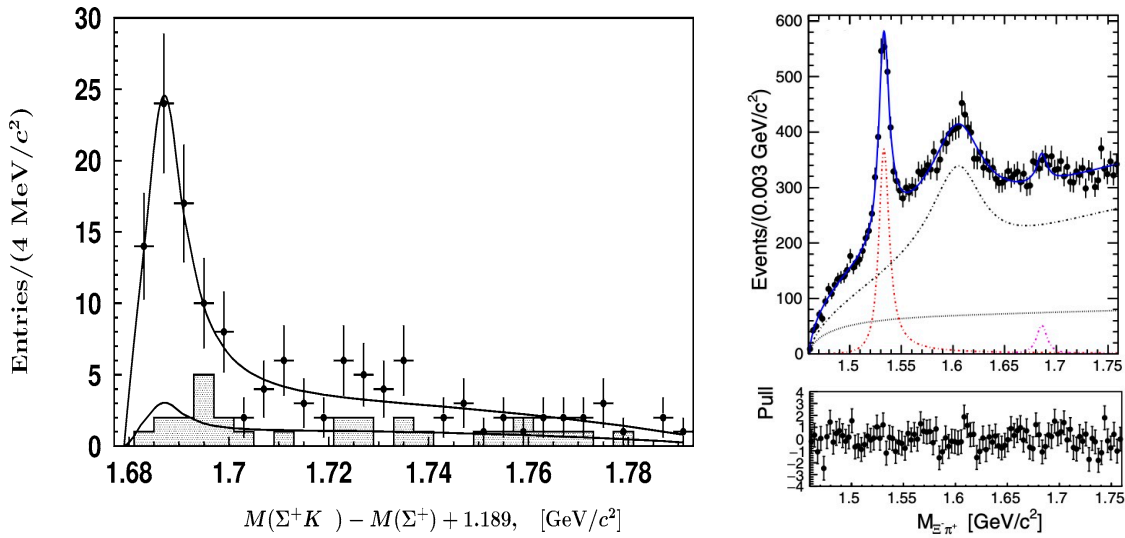 30
25
20
15
10
5
0
Entries/(4 MeV/c²)
1.68 1.7 1.72 1.74 1.76 1.78
M(Σ⁺K ) − M(Σ⁺) + 1.189, [GeV/c²]
600
500
400
300
200
100
0
Events/(0.003 GeV/c²)
1.5 1.55 1.6 1.65 1.7 1.75
Pull
4
3
2
1
0
−1
−2
−3
−4
1.5 1.55 1.6 1.65 1.7 1.75
M_Ξ⁻π⁺ [GeV/c²]